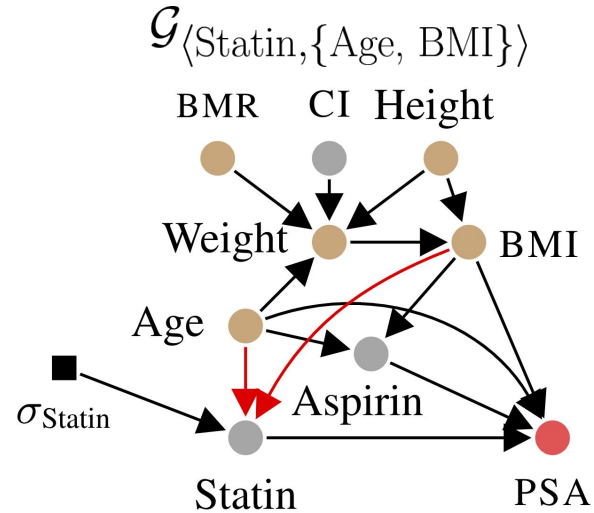 𝒢⟨Statin,{Age, BMI}⟩
BMR CI Height
Weight BMI
Age
Aspirin
σStatin
Statin PSA